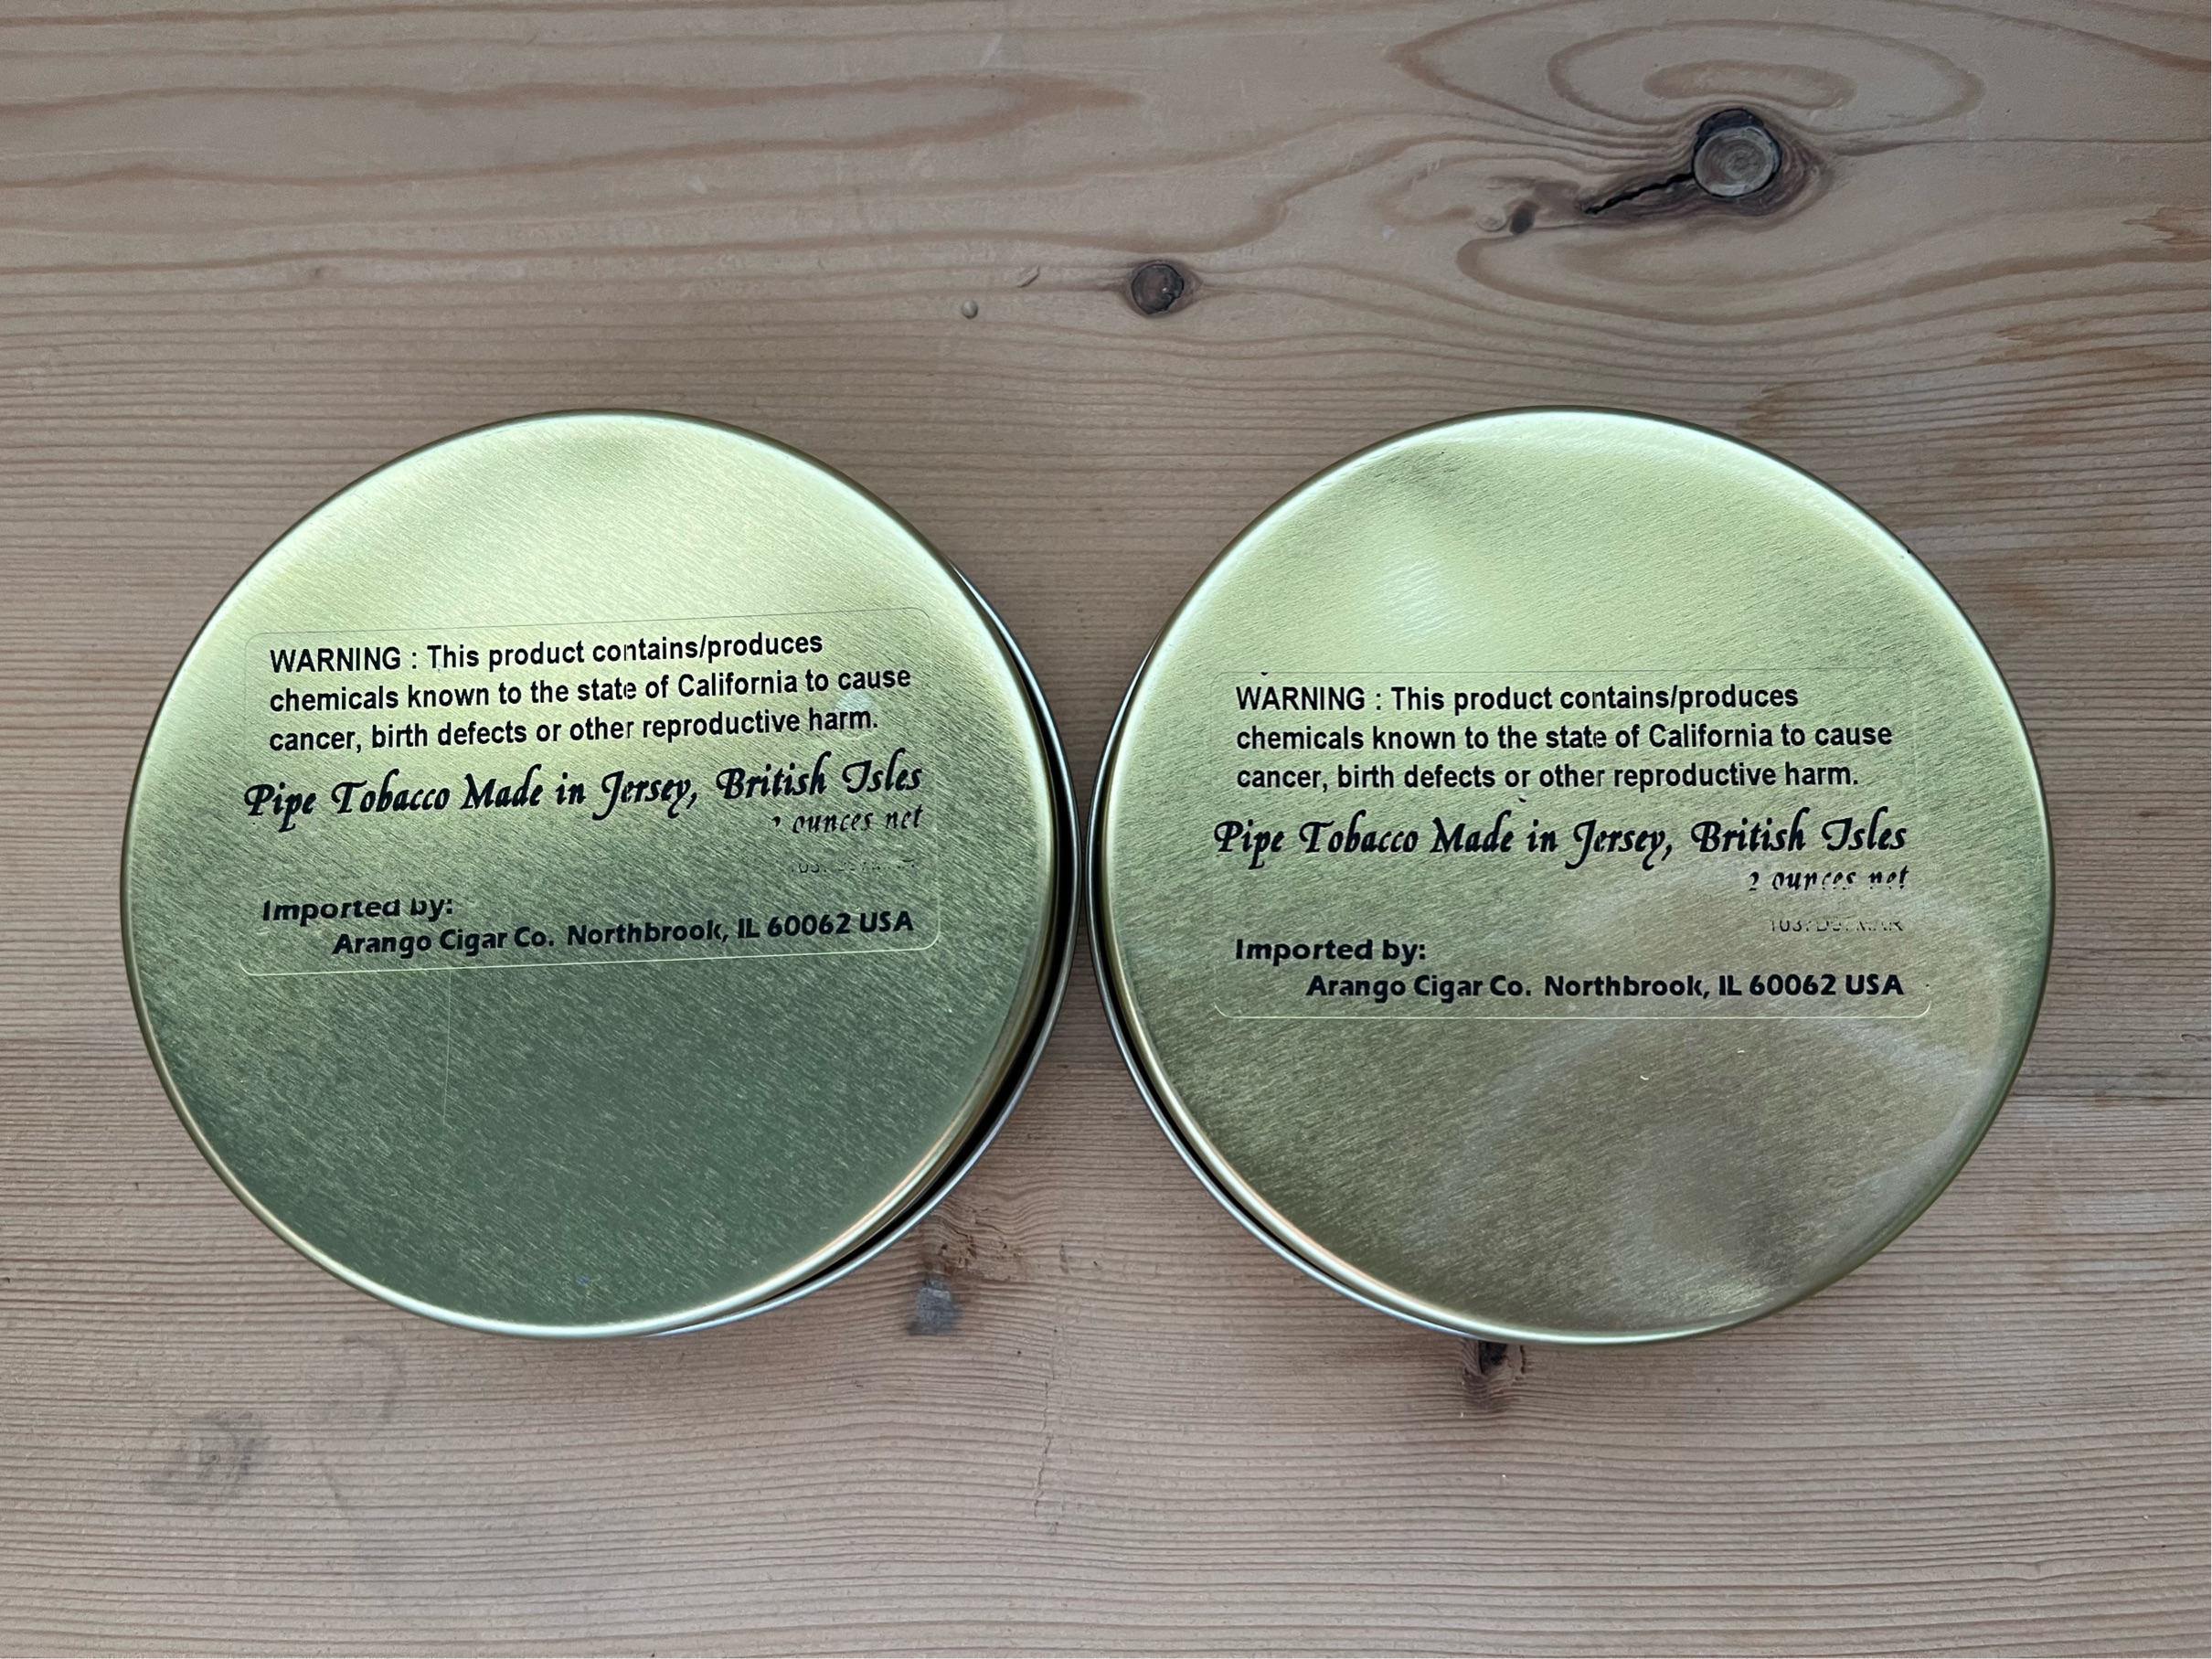 WARNING : This product contains/produces
chemicals known to the state of California to cause
cancer, birth defects or other reproductive harm.
Pipe Tobacco Made in Jersey, British Isles
ounces net
Imported by:
Arango Cigar Co. Northbrook, IL 60062 USA
WARNING : This product contains/produces
chemicals known to the state of California to cause
cancer, birth defects or other reproductive harm.
Pipe Tobacco Made in Jersey, British Isles
2 ounces net
Imported by:
Arango Cigar Co. Northbrook, IL 60062 USA